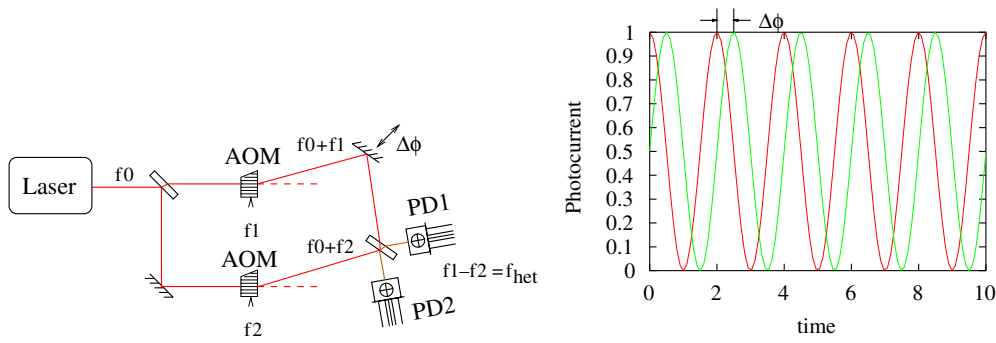 Laser
f0
AOM
f1
f0+f1
Δϕ
AOM
f2
f0+f2
PD1
f1−f2 = f_het
PD2
Δϕ
Photocurrent
1
0.9
0.8
0.7
0.6
0.5
0.4
0.3
0.2
0.1
0
0 2 4 6 8 10
time